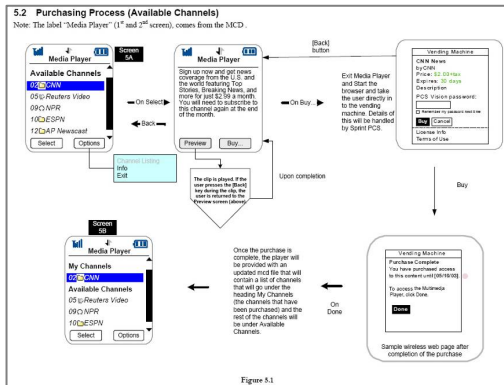 5.2 Purchasing Process (Available Channels)
Note: The label "Media Player" (1st and 2nd screen), comes from the MCD.
Screen
5A
Media Player
Available Channels
02 CNN
05 Reuters Video
09 NPR
10 ESPN
12 AP Newscast
Select
Options
Channel Listing
Info
Exit
On Select
Back
Media Player
Sign up now and get news
coverage from the U.S. and
the world featuring Top
Stories, Breaking News, and
more for just $2.99 a month.
You will need to subscribe to
this channel again at the end
of the month.
Preview
Buy...
The clip is played. If the
user presses the [Back]
key during the clip, the
user is returned to the
Preview screen (above)
[Back]
button
On Buy...
Exit Media Player
and Start the
browser and take
the user directly in
to the vending
machine. Details of
this will be handled
by Sprint PCS.
Upon completion
Vending Machine
CNN News
by CNN
Price: $2.99/tax
Expires: 30 days
Description
PCS Vision password:
Remember my password next time
Buy
Cancel
License Info
Terms of Use
Buy
Screen
5B
Media Player
My Channels
02 CNN
Available Channels
05 Reuters Video
09 NPR
10 ESPN
Select
Options
Once the purchase is
complete, the player will
be provided with an
updated mcd file that
will contain a list of
channels that will go
under the heading My Channels
(the channels that have
been purchased) and the
rest of the channels will
be under Available
Channels.
On
Done
Vending Machine
Purchase Complete
You have purchased access
to this content until [09/10/03].
To access the Multimedia
Player, click Done.
Done
Sample wireless web page after
completion of the purchase
Figure 5.1